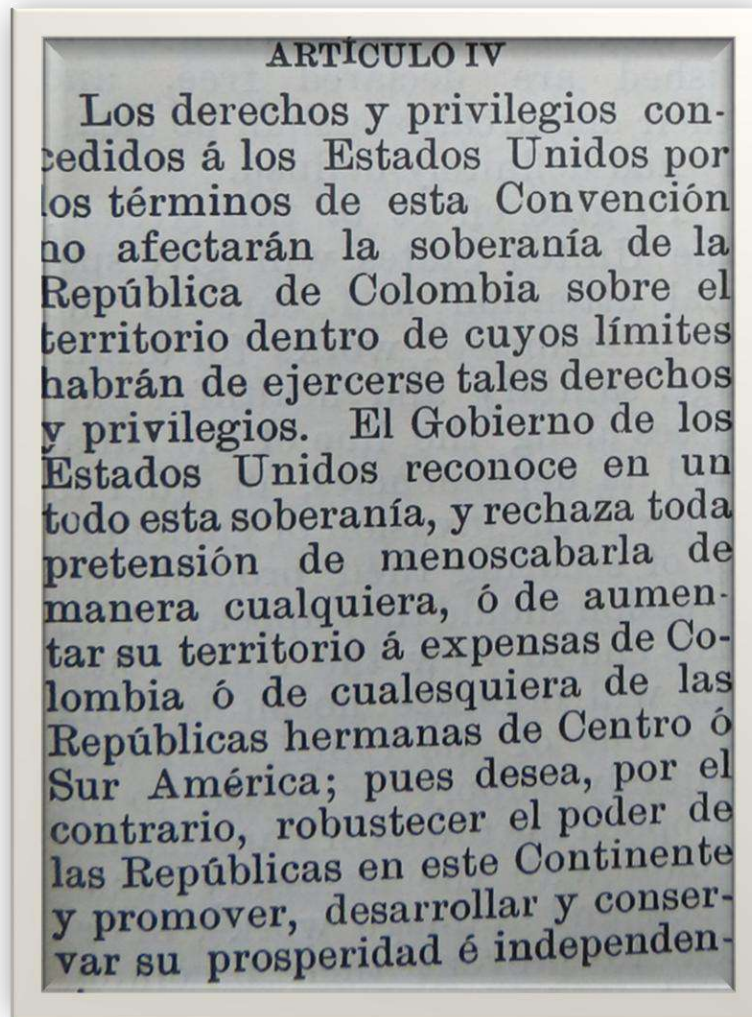 ARTÍCULO IV
Los derechos y privilegios con-
cedidos á los Estados Unidos por
los términos de esta Convención
no afectarán la soberanía de la
República de Colombia sobre el
territorio dentro de cuyos límites
habrán de ejercerse tales derechos
y privilegios. El Gobierno de los
Estados Unidos reconoce en un
todo esta soberanía, y rechaza toda
pretensión de menoscabarla de
manera cualquiera, ó de aumen-
tar su territorio á expensas de Co-
lombia ó de cualesquiera de las
Repúblicas hermanas de Centro ó
Sur América; pues desea, por el
contrario, robustecer el poder de
las Repúblicas en este Continente
y promover, desarrollar y conser-
var su prosperidad é independen-